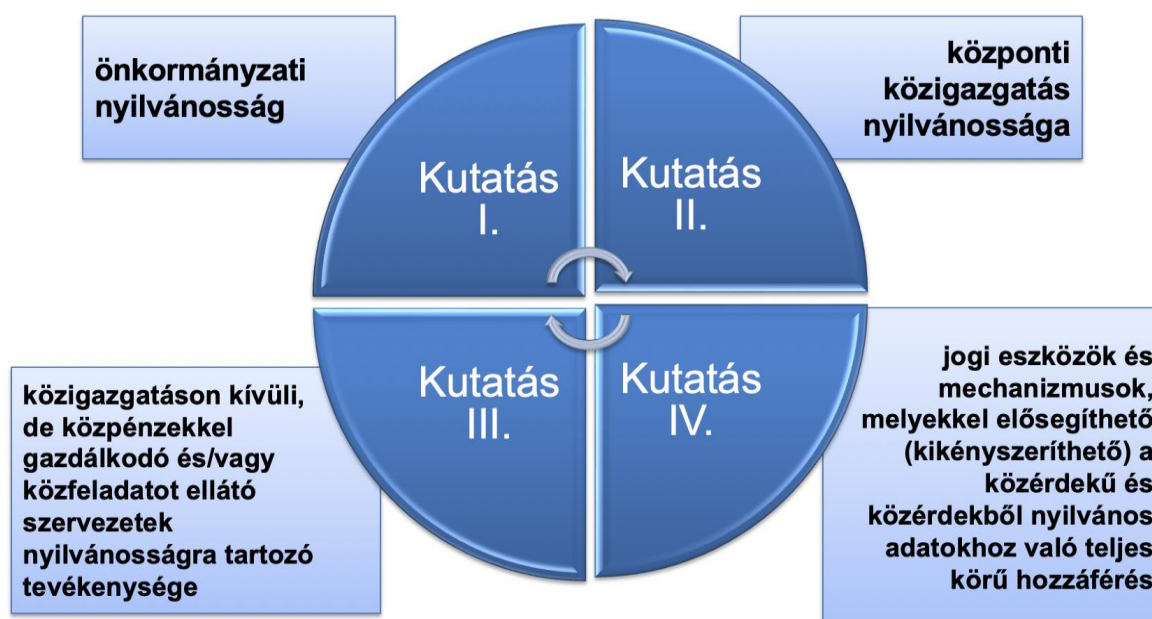 önkormányzati
nyilvánosság
Kutatás
I.
központi
közigazgatás
nyilvánossága
Kutatás
II.
közigazgatáson kívüli,
de közpénzekkel
gazdálkodó és/vagy
közfeladatot ellátó
szervezetek
nyilvánosságra tartozó
tevékenysége
Kutatás
III.
jogi eszközök és
mechanizmusok,
melyekkel elősegíthető
(kikényszeríthető) a
közérdekű és
közérdekből nyilvános
adatokhoz való teljes
körű hozzáférés
Kutatás
IV.